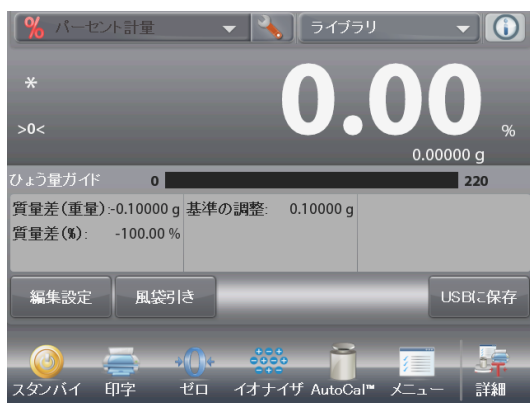 % パーセント計量 ライブラリ
*
0.00 %
>0<
0.00000 g
ひょう量ガイド 0 220
質量差(重量):-0.10000 g 基準の調整: 0.10000 g
質量差(%): -100.00 %
編集設定 風袋引き USBに保存
スタンバイ 印字 ゼロ イオナイザ AutoCal™ メニュー 詳細